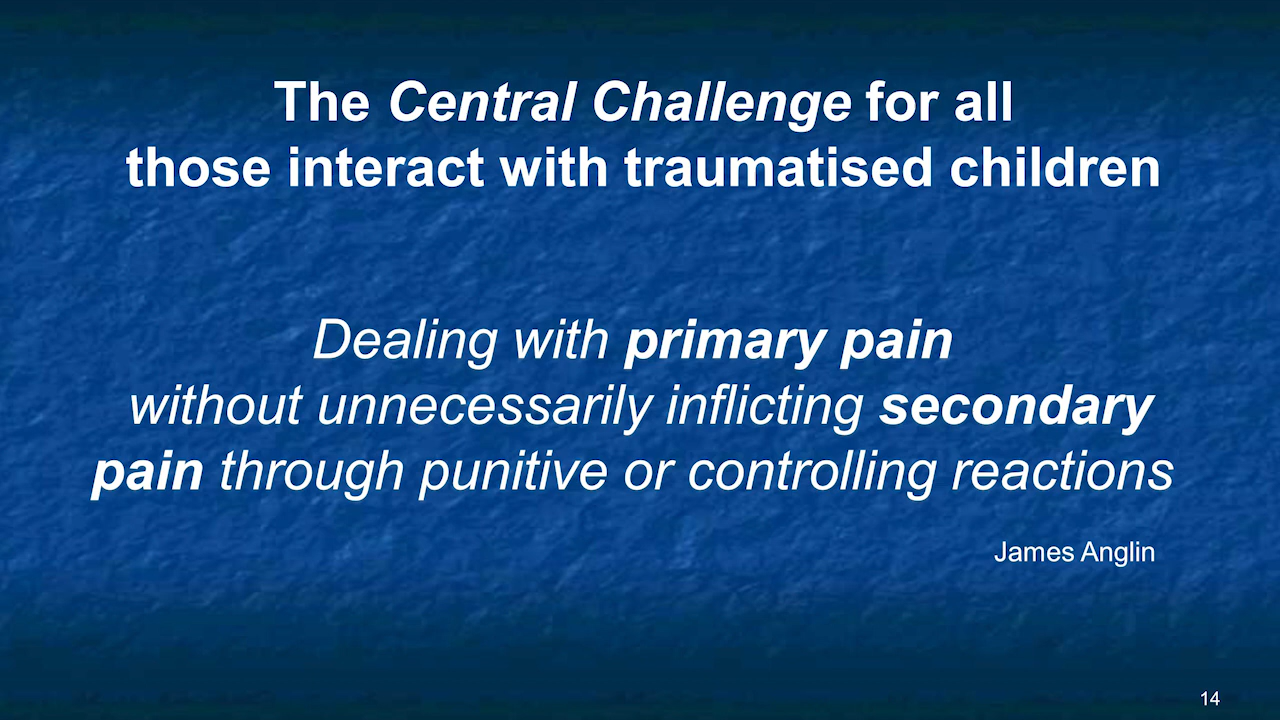 The Central Challenge for all
those interact with traumatised children
Dealing with primary pain
without unnecessarily inflicting secondary
pain through punitive or controlling reactions
James Anglin
14